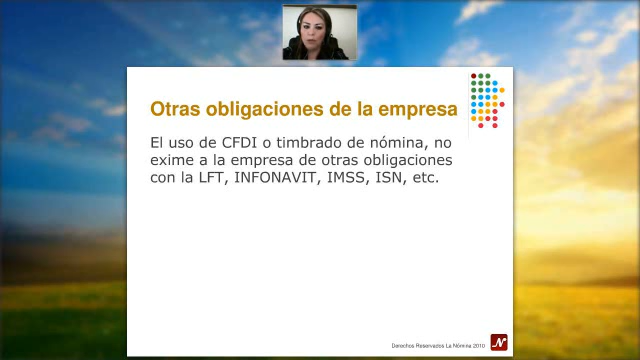 Otras obligaciones de la empresa
El uso de CFDI o timbrado de nómina, no
exime a la empresa de otras obligaciones
con la LFT, INFONAVIT, IMSS, ISN, etc.
Derechos Reservados La Nómina 2010
N